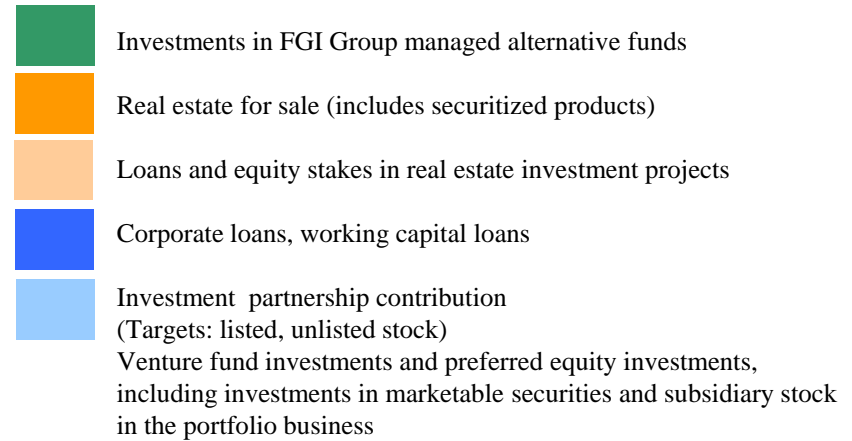 Investments in FGI Group managed alternative funds
Real estate for sale (includes securitized products)
Loans and equity stakes in real estate investment projects
Corporate loans, working capital loans
Investment partnership contribution
(Targets: listed, unlisted stock)
Venture fund investments and preferred equity investments,
including investments in marketable securities and subsidiary stock
in the portfolio business